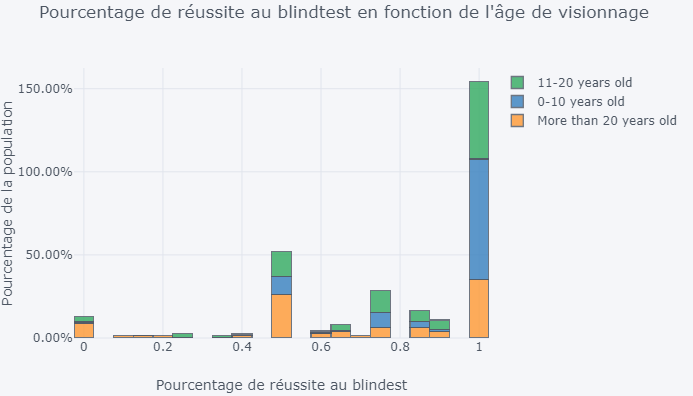 Pourcentage de réussite au blindtest en fonction de l'âge de visionnage
150.00%
100.00%
50.00%
0.00%
Pourcentage de la population
0 0.2 0.4 0.6 0.8 1
Pourcentage de réussite au blindest
11-20 years old
0-10 years old
More than 20 years old